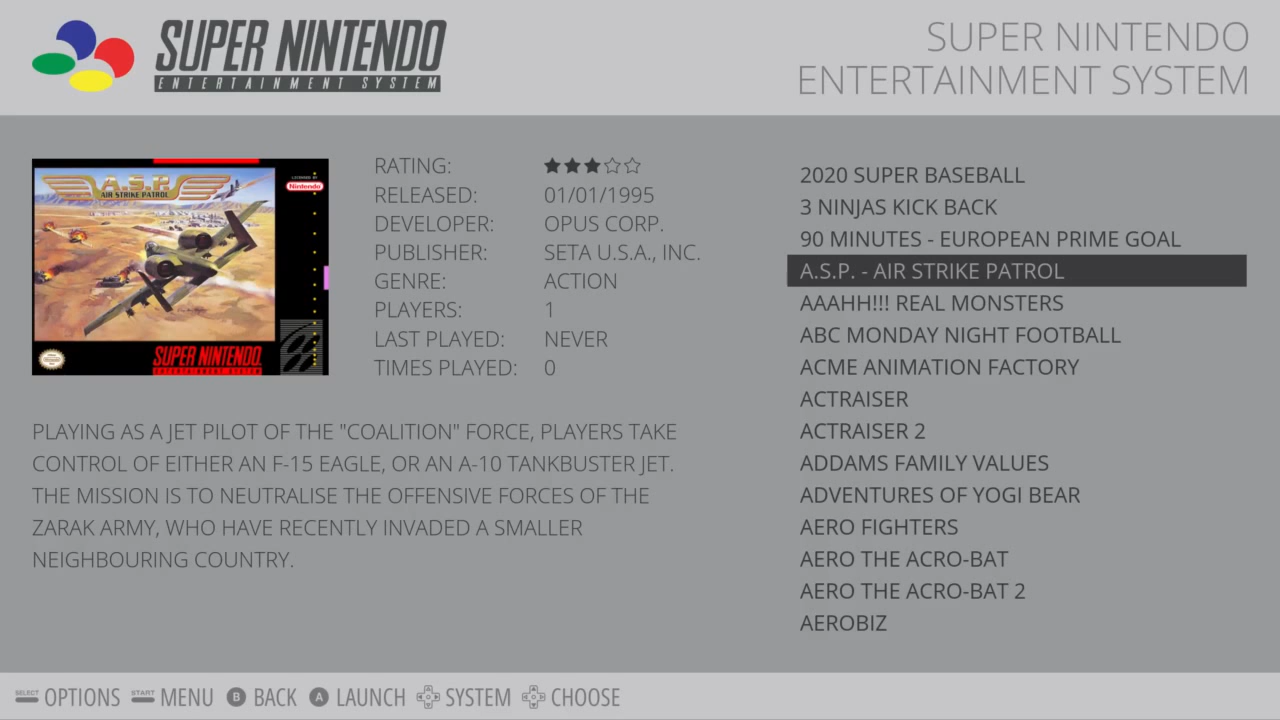 SUPER NINTENDO
ENTERTAINMENT SYSTEM
SUPER NINTENDO
ENTERTAINMENT SYSTEM
A.S.P.
AIR STRIKE PATROL
LICENSED BY
Nintendo
SUPER NINTENDO
ENTERTAINMENT SYSTEM
RATING:
RELEASED: 01/01/1995
DEVELOPER: OPUS CORP.
PUBLISHER: SETA U.S.A., INC.
GENRE: ACTION
PLAYERS: 1
LAST PLAYED: NEVER
TIMES PLAYED: 0
PLAYING AS A JET PILOT OF THE "COALITION" FORCE, PLAYERS TAKE
CONTROL OF EITHER AN F-15 EAGLE, OR AN A-10 TANKBUSTER JET.
THE MISSION IS TO NEUTRALISE THE OFFENSIVE FORCES OF THE
ZARAK ARMY, WHO HAVE RECENTLY INVADED A SMALLER
NEIGHBOURING COUNTRY.
2020 SUPER BASEBALL
3 NINJAS KICK BACK
90 MINUTES - EUROPEAN PRIME GOAL
A.S.P. - AIR STRIKE PATROL
AAAHH!!! REAL MONSTERS
ABC MONDAY NIGHT FOOTBALL
ACME ANIMATION FACTORY
ACTRAISER
ACTRAISER 2
ADDAMS FAMILY VALUES
ADVENTURES OF YOGI BEAR
AERO FIGHTERS
AERO THE ACRO-BAT
AERO THE ACRO-BAT 2
AEROBIZ
SELECT OPTIONS START MENU B BACK A LAUNCH SYSTEM CHOOSE